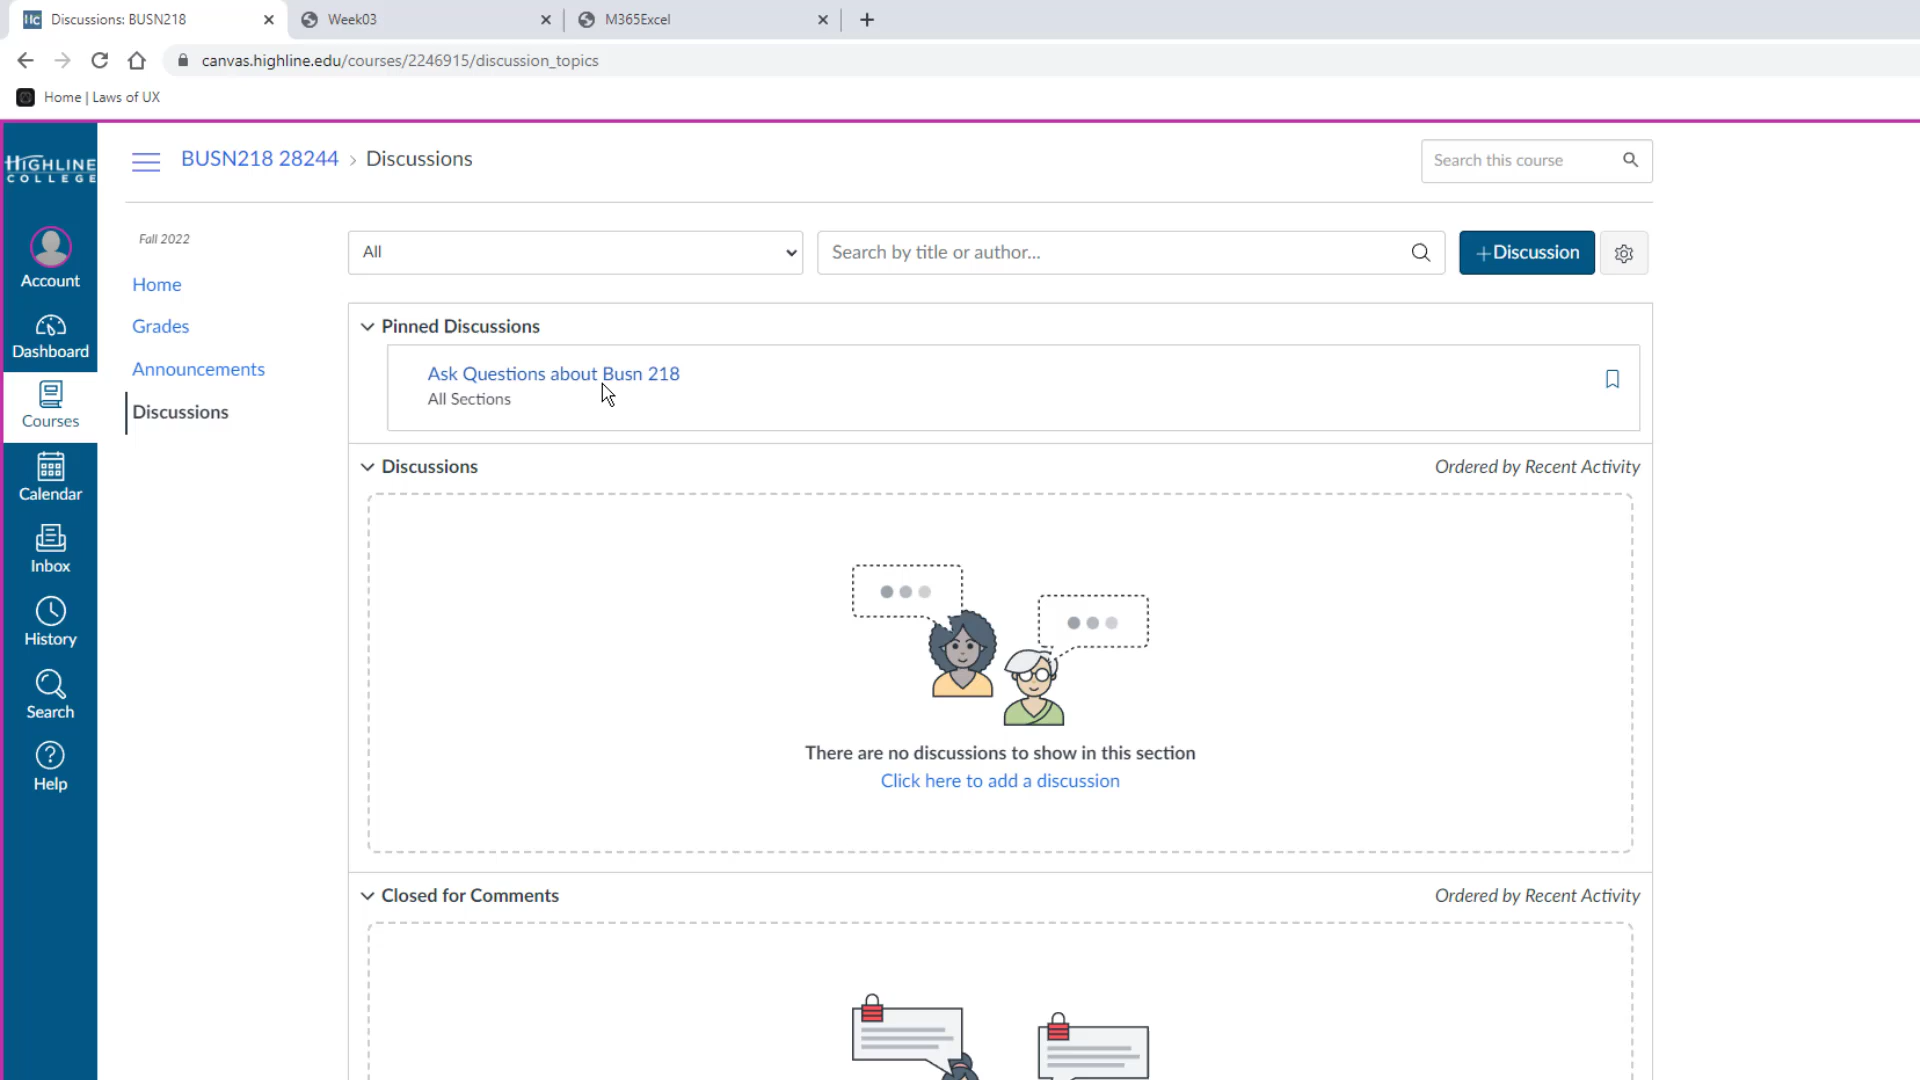 Discussions: BUSN218
Week03
M365Excel
canvas.highline.edu/courses/2246915/discussion_topics
Home | Laws of UX
HIGHLINE
COLLEGE
BUSN218 28244 › Discussions
Search this course
Account
Dashboard
Courses
Calendar
Inbox
History
Search
Help
Fall 2022
Home
Grades
Announcements
Discussions
All
Search by title or author...
+Discussion
Pinned Discussions
Ask Questions about Busn 218
All Sections
Discussions
Ordered by Recent Activity
There are no discussions to show in this section
Click here to add a discussion
Closed for Comments
Ordered by Recent Activity